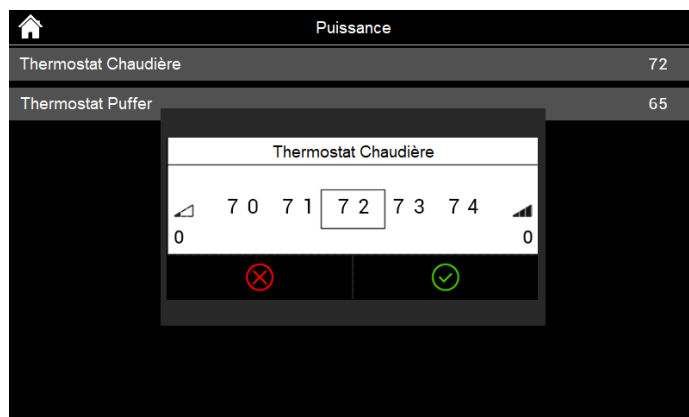 Puissance
Thermostat Chaudière 72
Thermostat Puffer 65
Thermostat Chaudière
70 71 72 73 74
0 0